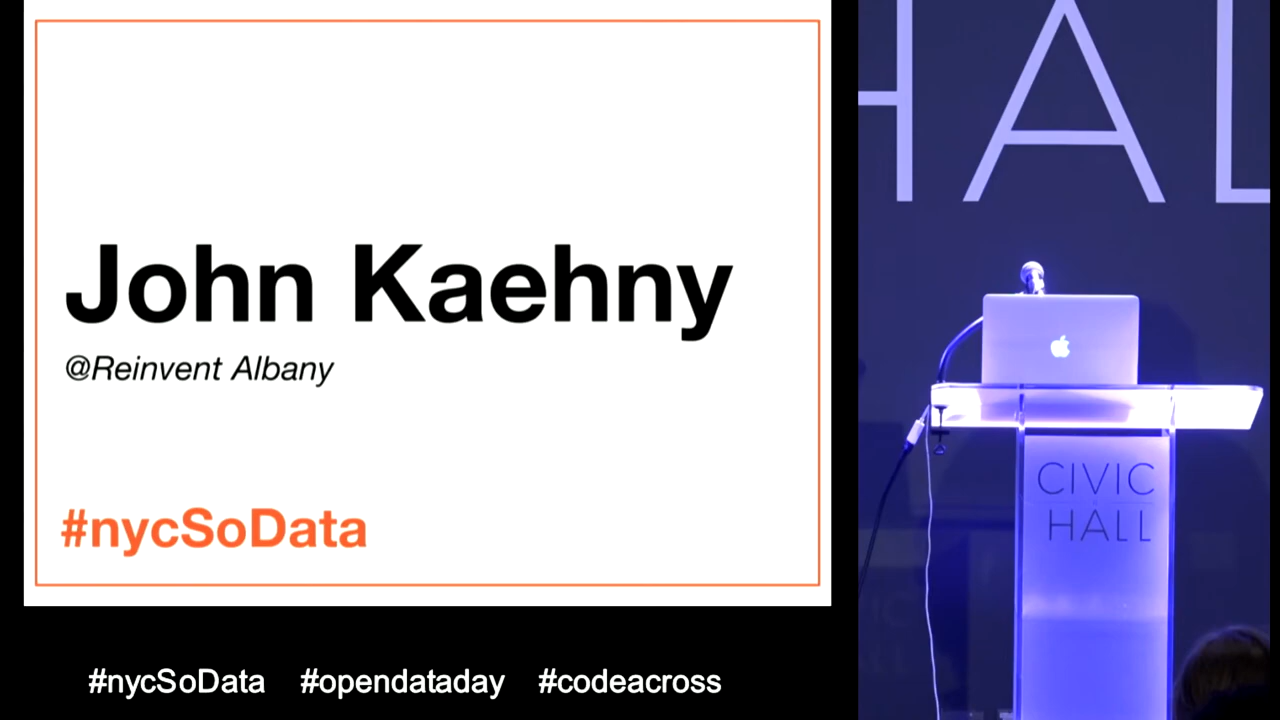 John Kaehny
@Reinvent Albany
#nycSoData
#nycSoData #opendataday #codeacross
HAL
CIVIC
HALL